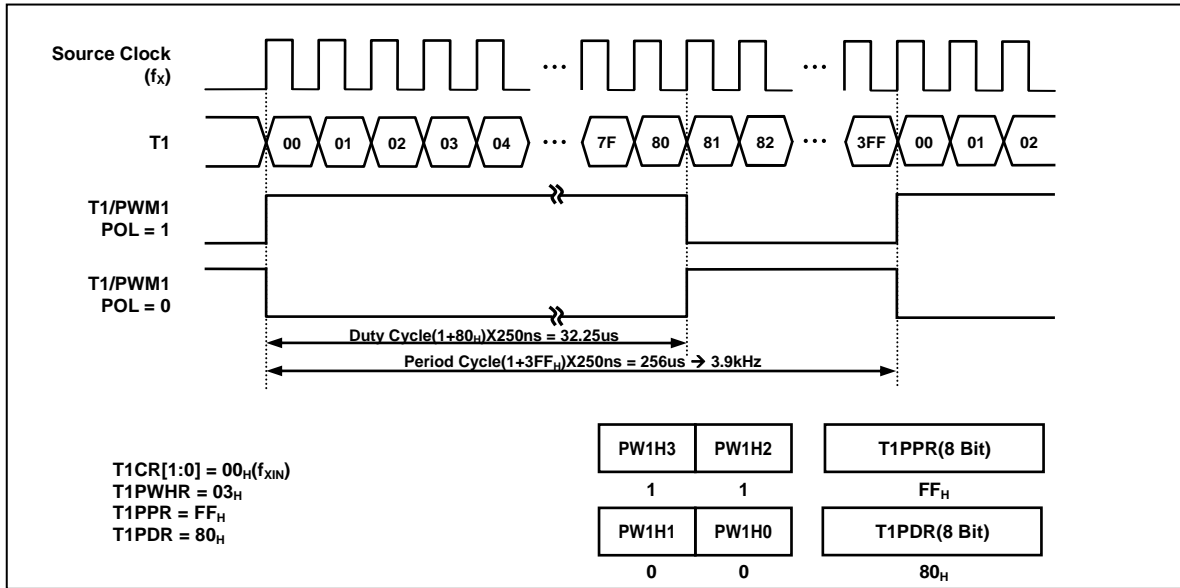 Source Clock
(fX)
T1
00 01 02 03 04 ... 7F 80 81 82 ... 3FF 00 01 02
T1/PWM1
POL = 1
T1/PWM1
POL = 0
Duty Cycle(1+80H)X250ns = 32.25us
Period Cycle(1+3FFH)X250ns = 256us → 3.9kHz
T1CR[1:0] = 00H(fXIN)
T1PWHR = 03H
T1PPR = FFH
T1PDR = 80H
PW1H3 PW1H2 T1PPR(8 Bit)
1 1 FFH
PW1H1 PW1H0 T1PDR(8 Bit)
0 0 80H